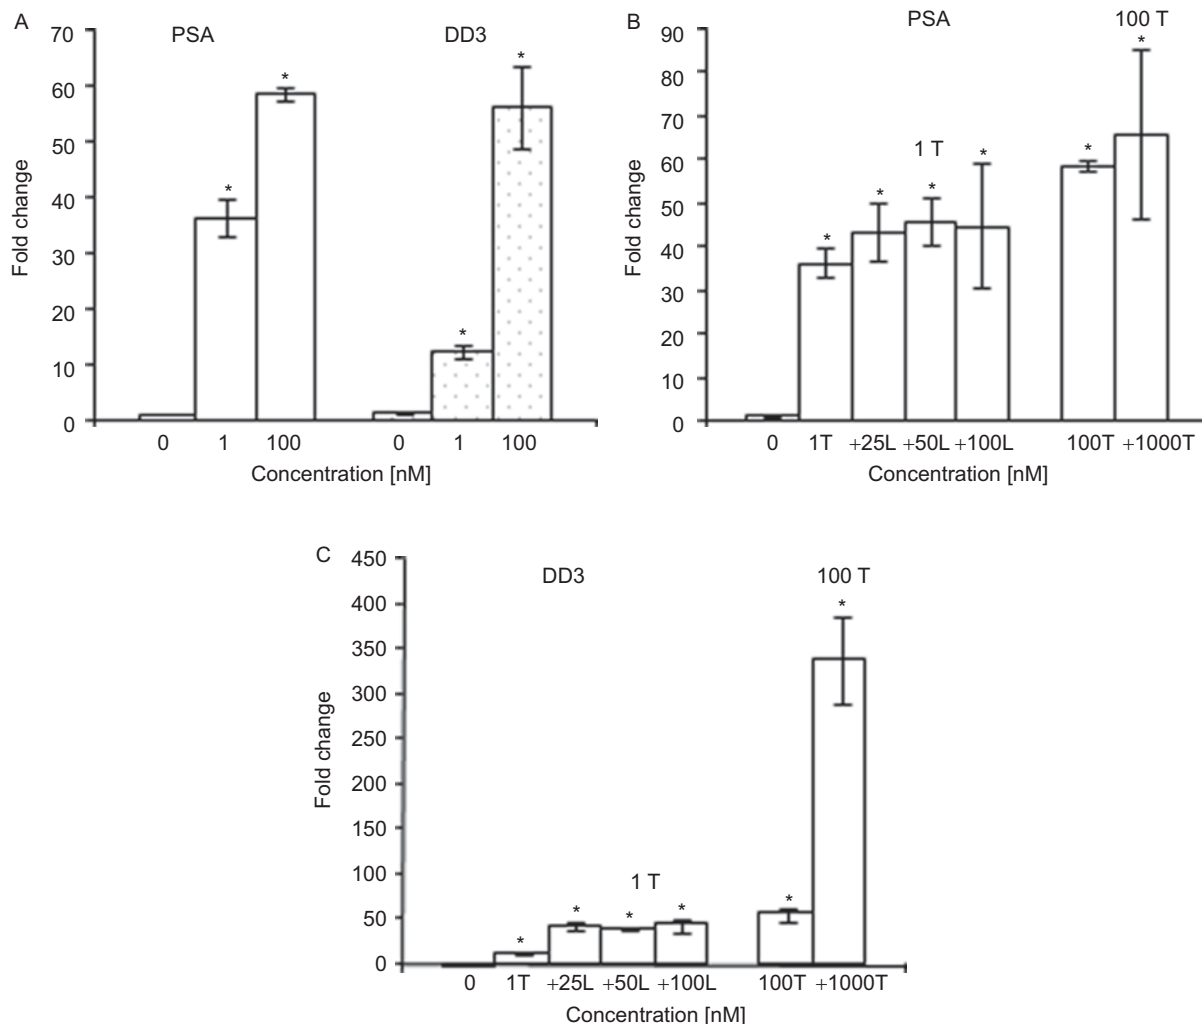 A
PSA
DD3
70
60
50
40
30
20
10
0
Fold change
*
*
*
*
0 1 100 0 1 100
Concentration [nM]
B
PSA
100 T
90
80
70
60
50
40
30
20
10
0
Fold change
1 T
*
*
*
*
*
*
0 1T +25L +50L +100L 100T +1000T
Concentration [nM]
C
DD3
100 T
450
400
350
300
250
200
150
100
50
0
Fold change
1 T
*
*
*
*
*
*
0 1T +25L +50L +100L 100T +1000T
Concentration [nM]